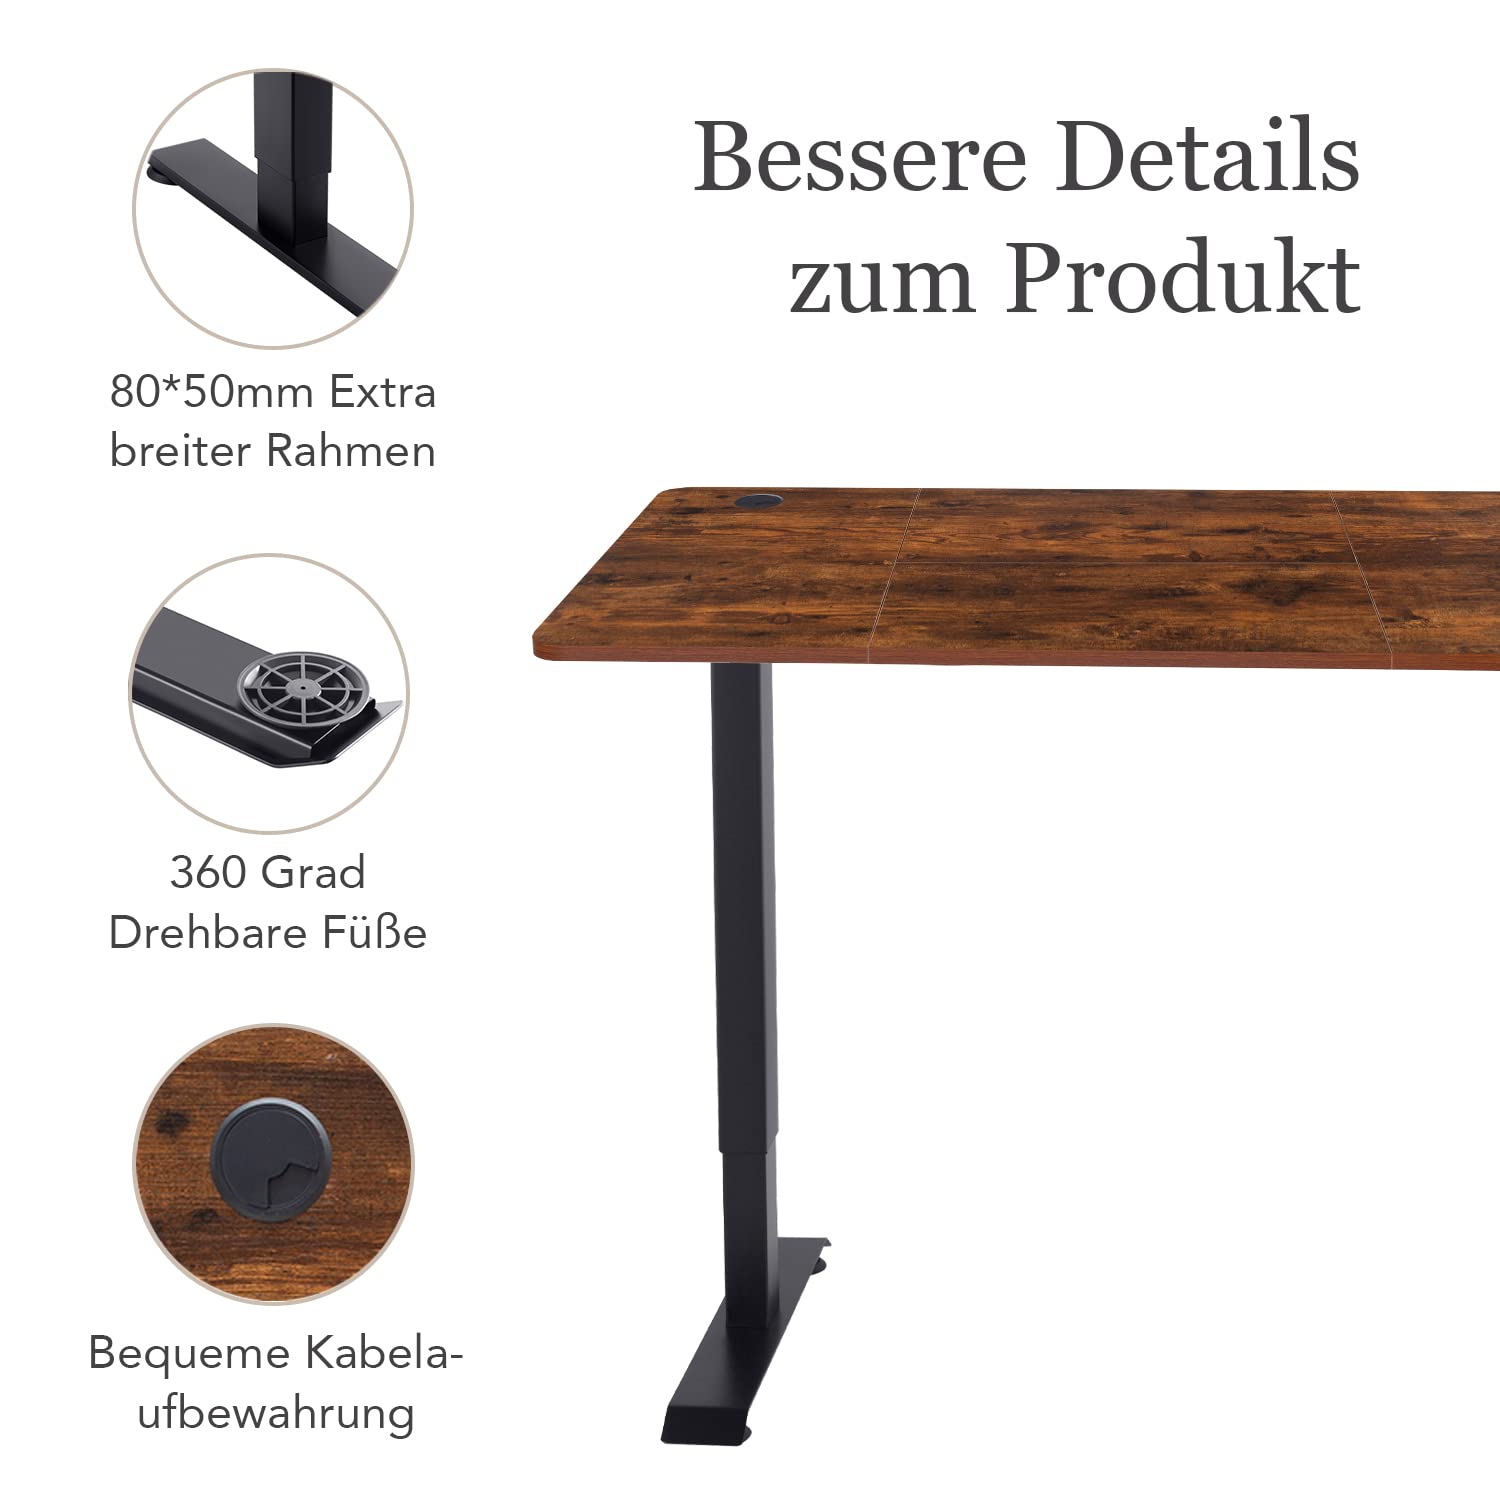 Bessere Details
zum Produkt
80*50mm Extra
breiter Rahmen
360 Grad
Drehbare Füße
Bequeme Kabela-
ufbewahrung